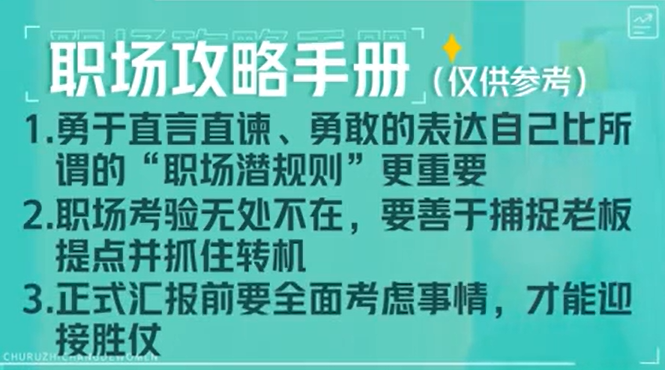 职场攻略手册（仅供参考）
1.勇于直言直谏、勇敢的表达自己比所
谓的“职场潜规则”更重要
2.职场考验无处不在，要善于捕捉老板
提点并抓住转机
3.正式汇报前要全面考虑事情，才能迎
接胜仗
CHURUZHICHANGDEWOMEN